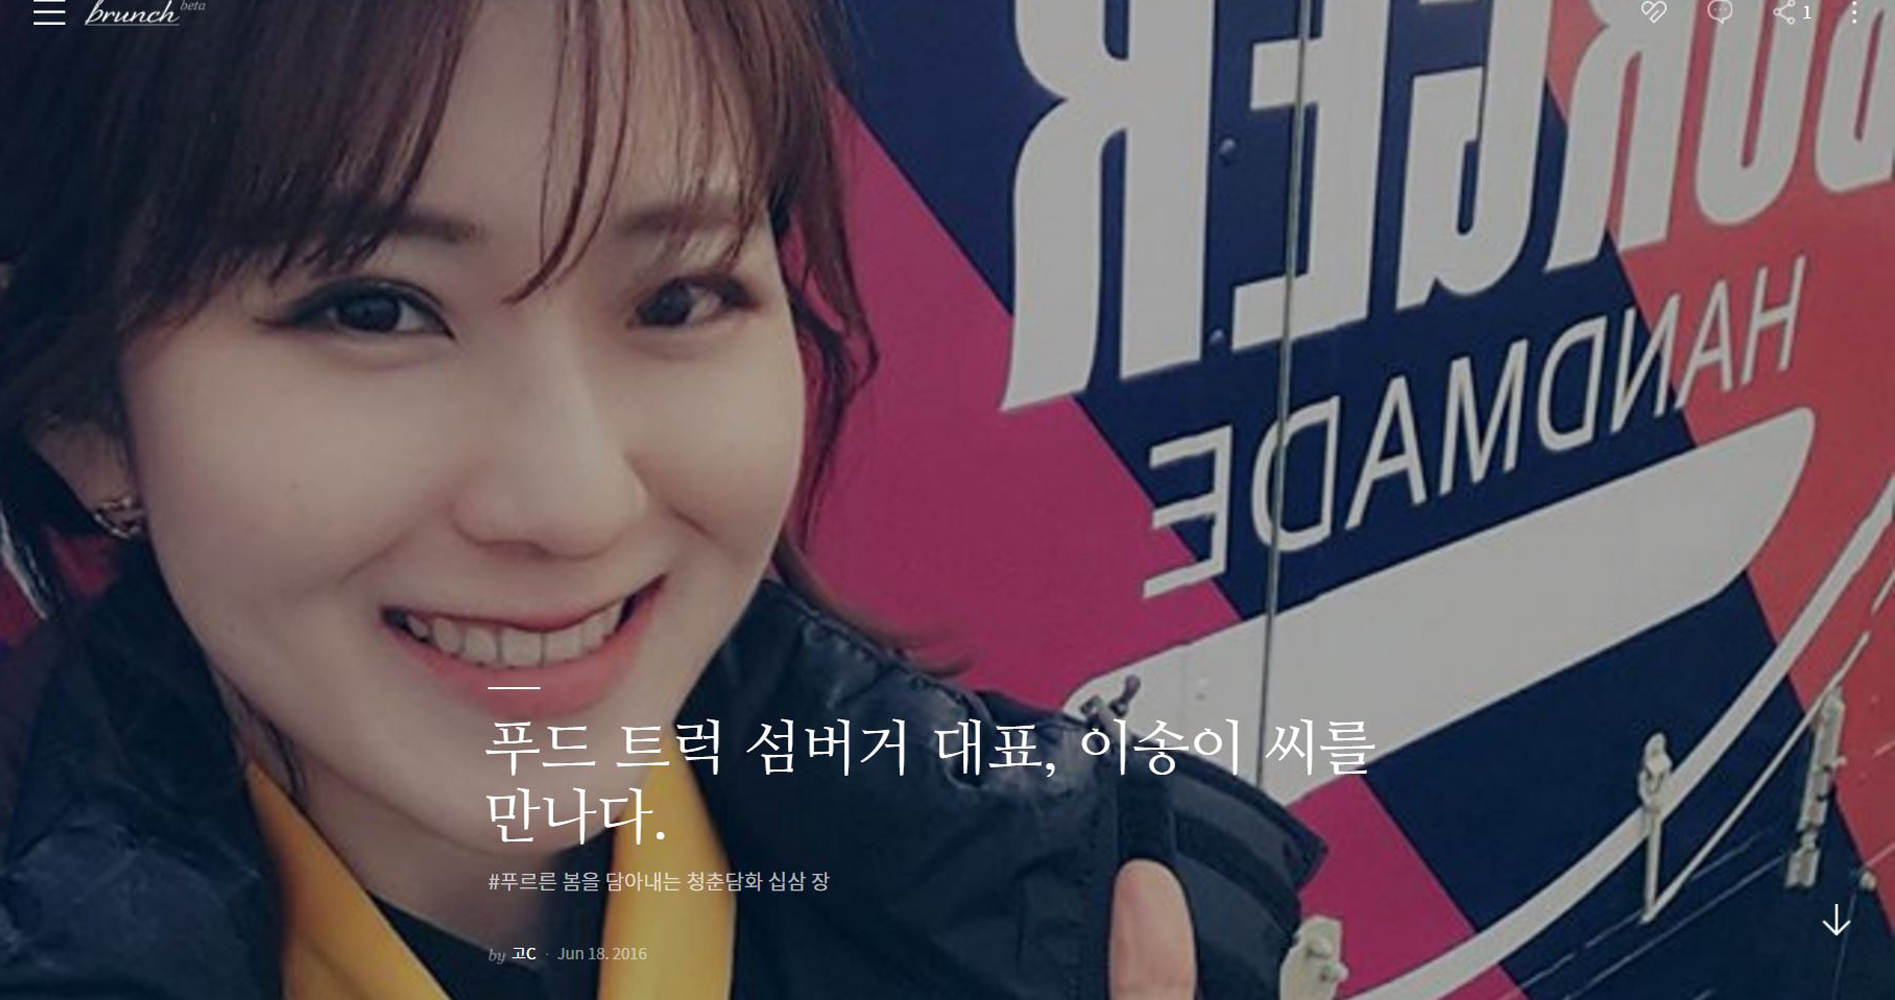 brunch beta
1
BURGER
HANDMADE
푸드 트럭 섬버거 대표, 이송이 씨를
만나다.
#푸르른 봄을 담아내는 청춘담화 십삼 장
by 고C · Jun 18. 2016